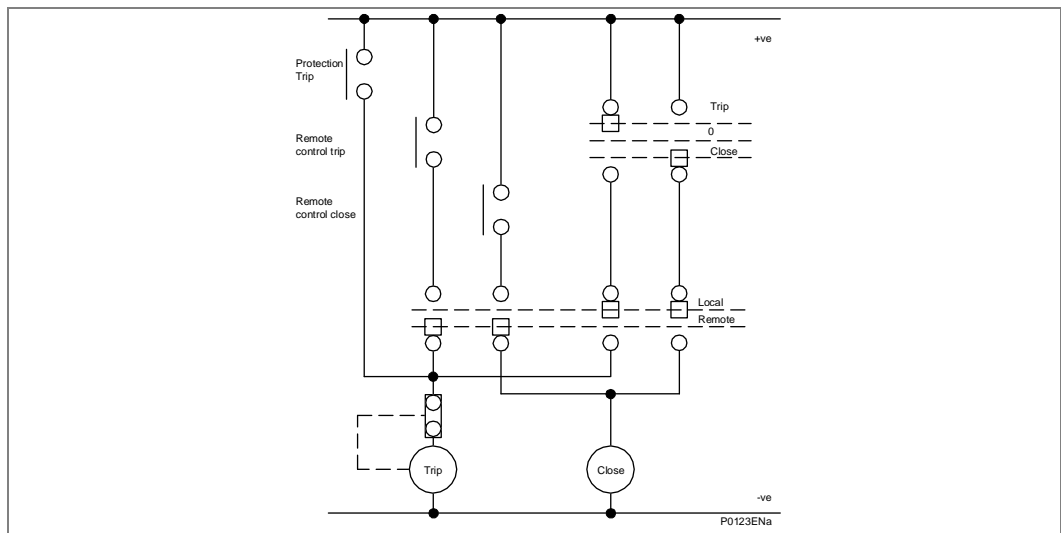 +ve
Protection
Trip
Trip
0
Close
Remote
control trip
Remote
control close
Local
Remote
Trip
Close
-ve
P0123ENa